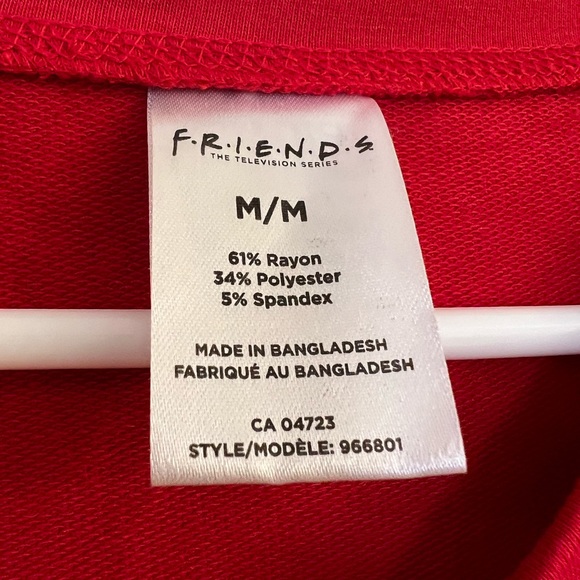 F·R·I·E·N·D·S
THE TELEVISION SERIES
M/M
61% Rayon
34% Polyester
5% Spandex
MADE IN BANGLADESH
FABRIQUÉ AU BANGLADESH
CA 04723
STYLE/MODÈLE: 966801